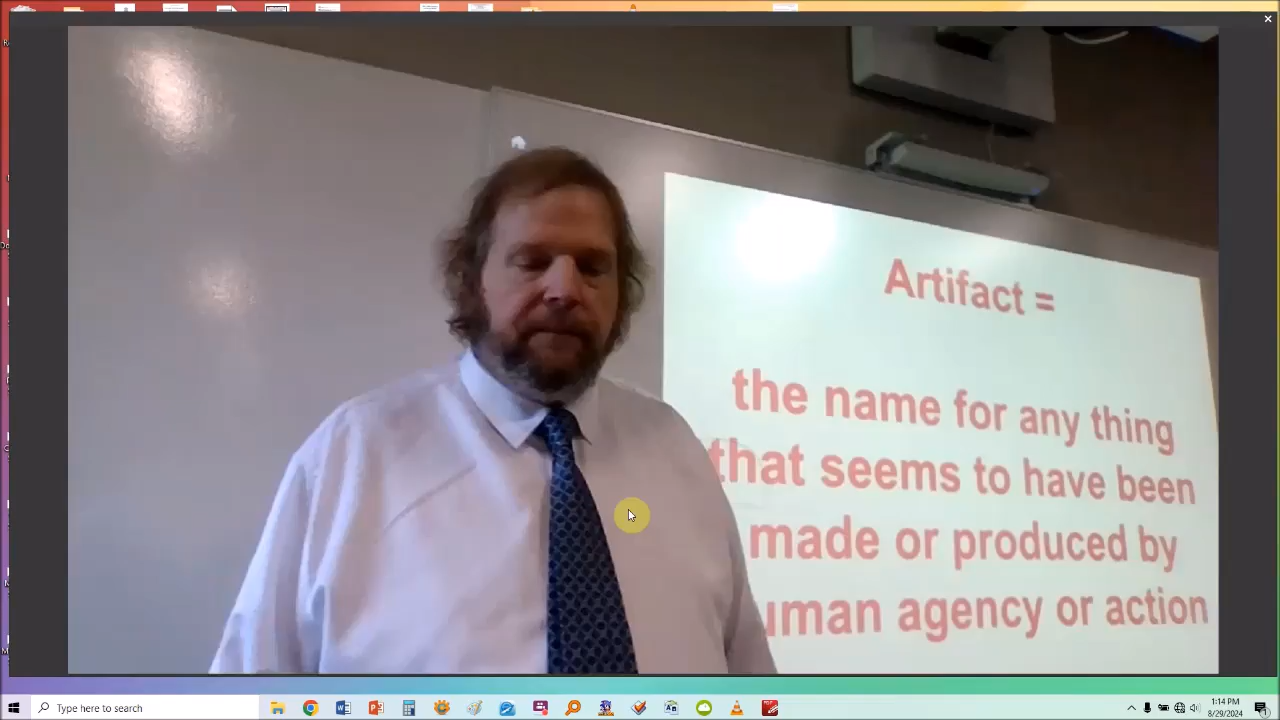 Artifact =
the name for any thing
that seems to have been
made or produced by
uman agency or action
Type here to search
1:14 PM
8/29/2024